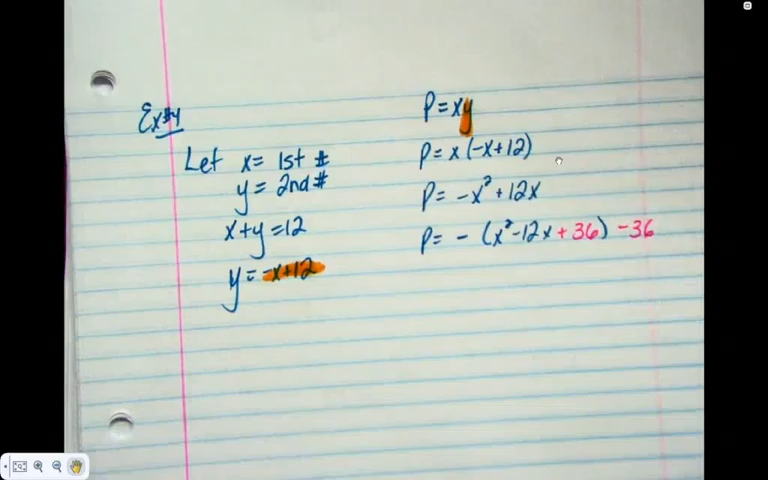 Ex#4
Let x = 1st #
y = 2nd #
x+y=12
y = -x+12
P = xy
P = x(-x+12)
P = -x² + 12x
P = - (x²-12x + 36) - 36